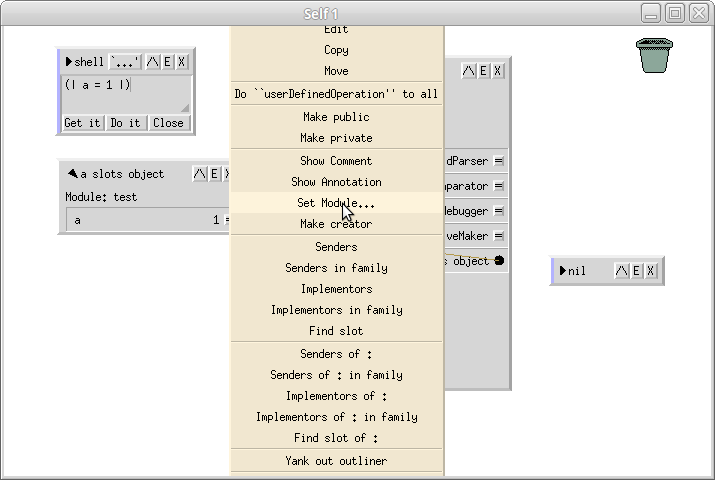 Self 1
shell `...' /\ E X
(| a = 1 |)
Get it Do it Close
a slots object /\ E
Module: test
a 1 =
Edit
Copy
Move
Do ``userDefinedOperation'' to all
Make public
Make private
Show Comment
Show Annotation
Set Module...
Make creator
Senders
Senders in family
Implementors
Implementors in family
Find slot
Senders of :
Senders of : in family
Implementors of :
Implementors of : in family
Find slot of :
Yank out outliner
/\ E X
dParser
parator
debugger
veMaker
s object
nil /\ E X